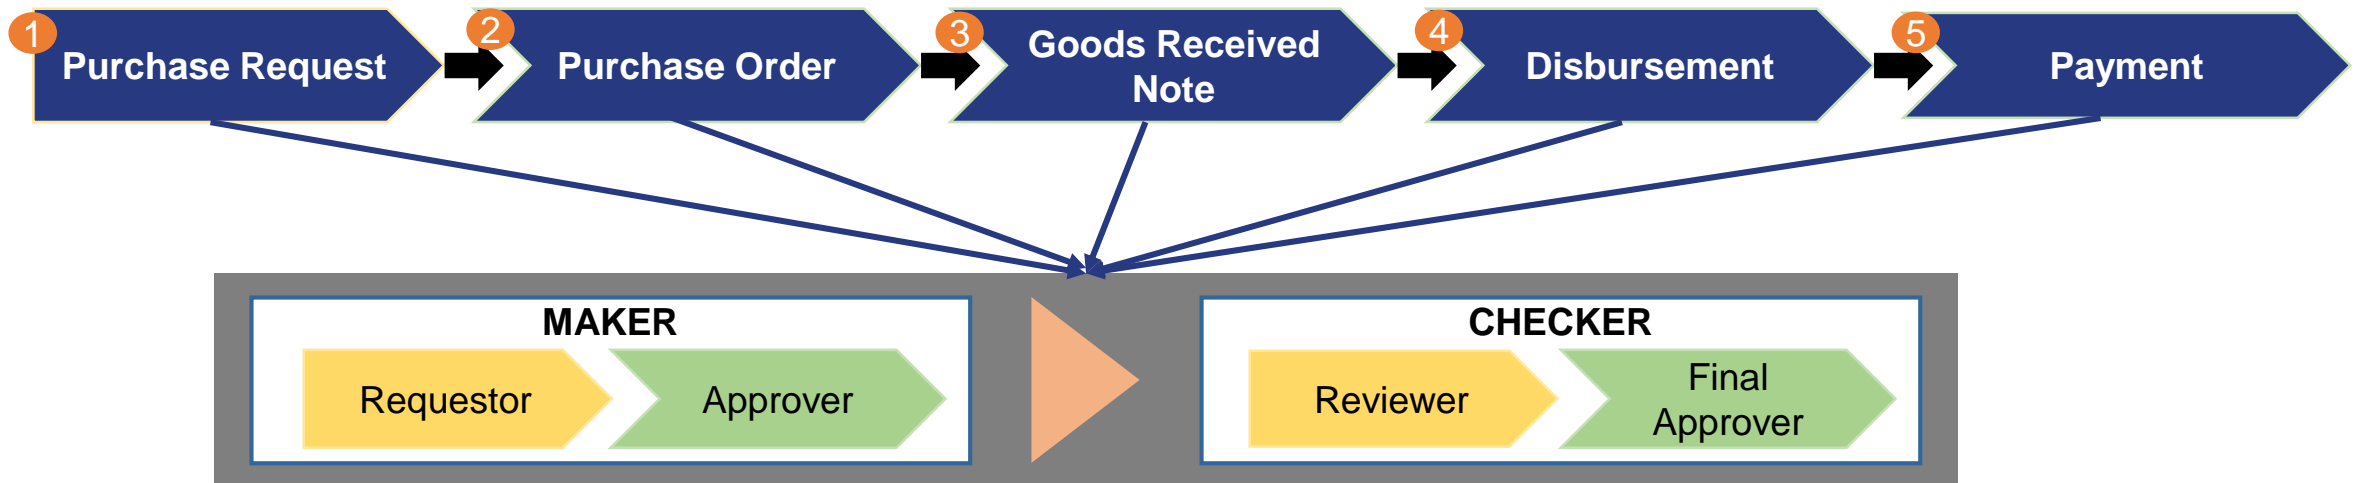 1
Purchase Request
2
Purchase Order
3
Goods Received
Note
4
Disbursement
5
Payment
MAKER
Requestor
Approver
CHECKER
Reviewer
Final
Approver